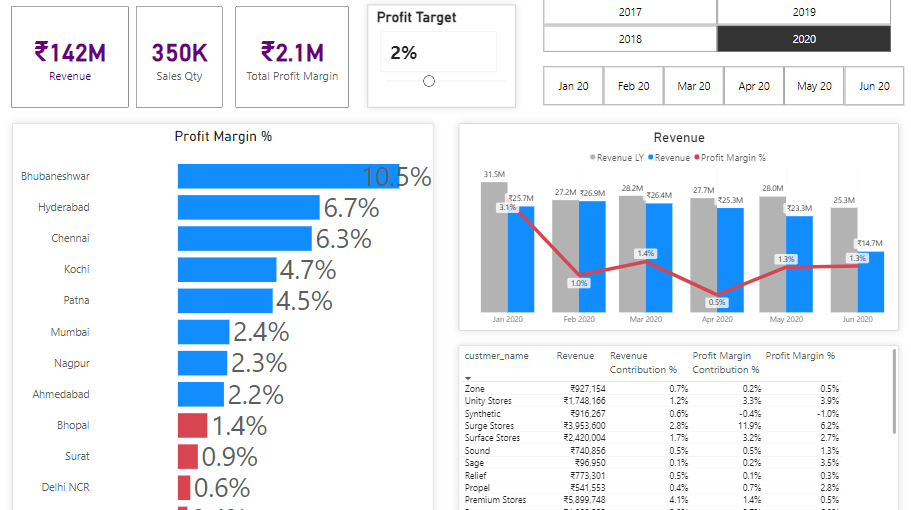 ₹142M
Revenue
350K
Sales Qty
₹2.1M
Total Profit Margin
Profit Target
2%
2017 2019
2018 2020
Jan 20 Feb 20 Mar 20 Apr 20 May 20 Jun 20
Profit Margin %
Bhubaneshwar 10.5%
Hyderabad 6.7%
Chennai 6.3%
Kochi 4.7%
Patna 4.5%
Mumbai 2.4%
Nagpur 2.3%
Ahmedabad 2.2%
Bhopal 1.4%
Surat 0.9%
Delhi NCR 0.6%
Revenue
Revenue LY Revenue Profit Margin %
31.5M ₹25.7M 27.2M ₹26.9M 28.2M ₹26.4M 27.7M ₹25.3M 28.0M ₹23.3M 25.3M ₹14.7M
3.1% 1.0% 1.4% 0.5% 1.3% 1.3%
Jan 2020 Feb 2020 Mar 2020 Apr 2020 May 2020 Jun 2020
custmer_name Revenue Revenue Contribution % Profit Margin Contribution % Profit Margin %
Zone ₹927,154 0.7% 0.2% 0.5%
Unity Stores ₹1,748,166 1.2% 3.3% 3.9%
Synthetic ₹916,267 0.6% -0.4% -1.0%
Surge Stores ₹3,953,600 2.8% 11.9% 6.2%
Surface Stores ₹2,420,004 1.7% 3.2% 2.7%
Sound ₹740,856 0.5% 0.5% 1.3%
Sage ₹96,950 0.1% 0.2% 3.5%
Relief ₹773,301 0.5% 0.1% 0.3%
Propel ₹541,553 0.4% 0.7% 2.8%
Premium Stores ₹5,899,748 4.1% 1.4% 0.5%